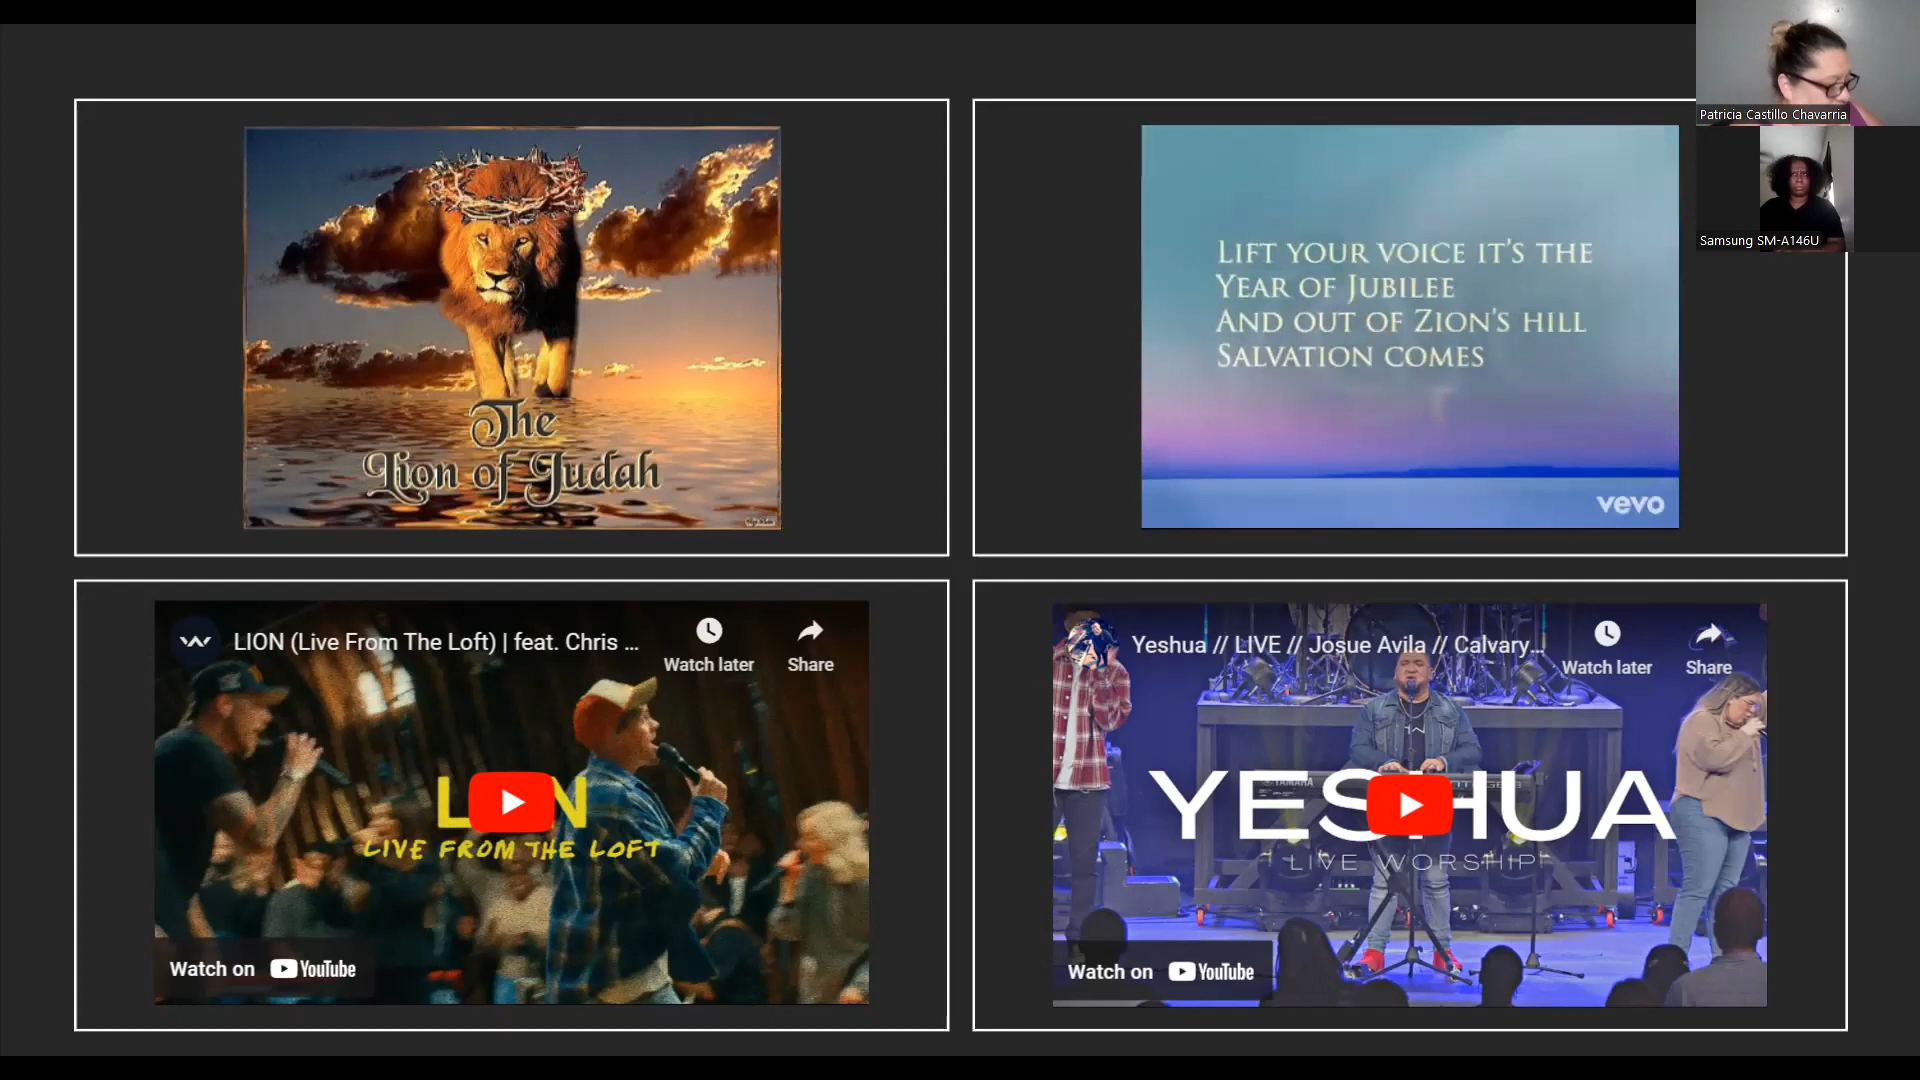 Patricia Castillo Chavarria
Samsung SM-A146U
The
Lion of Judah
LIFT YOUR VOICE IT'S THE
YEAR OF JUBILEE
AND OUT OF ZION'S HILL
SALVATION COMES
vevo
LION (Live From The Loft) | feat. Chris ...
Watch later
Share
LIVE FROM THE LOFT
Watch on YouTube
Yeshua // LIVE // Josue Avila // Calvary...
Watch later
Share
YESHUA
LIVE WORSHIP
YAMAHA
Watch on YouTube